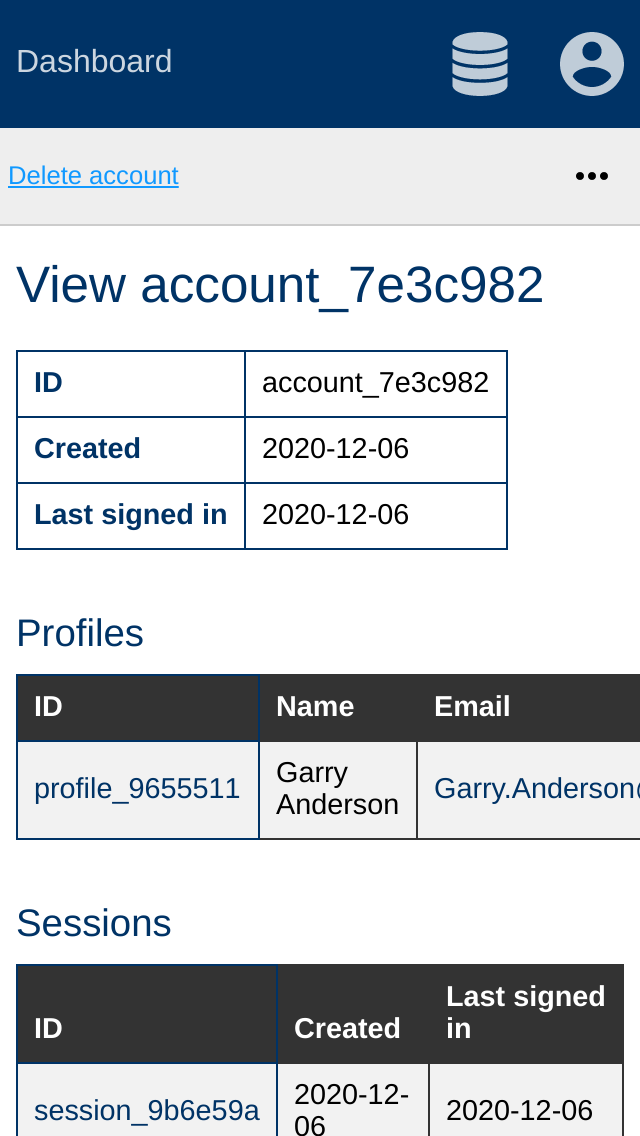 Dashboard
Delete account
View account_7e3c982
ID account_7e3c982
Created 2020-12-06
Last signed in 2020-12-06
Profiles
ID Name Email
profile_9655511 Garry Anderson Garry.Anderson@
Sessions
ID Created Last signed in
session_9b6e59a 2020-12-06 2020-12-06